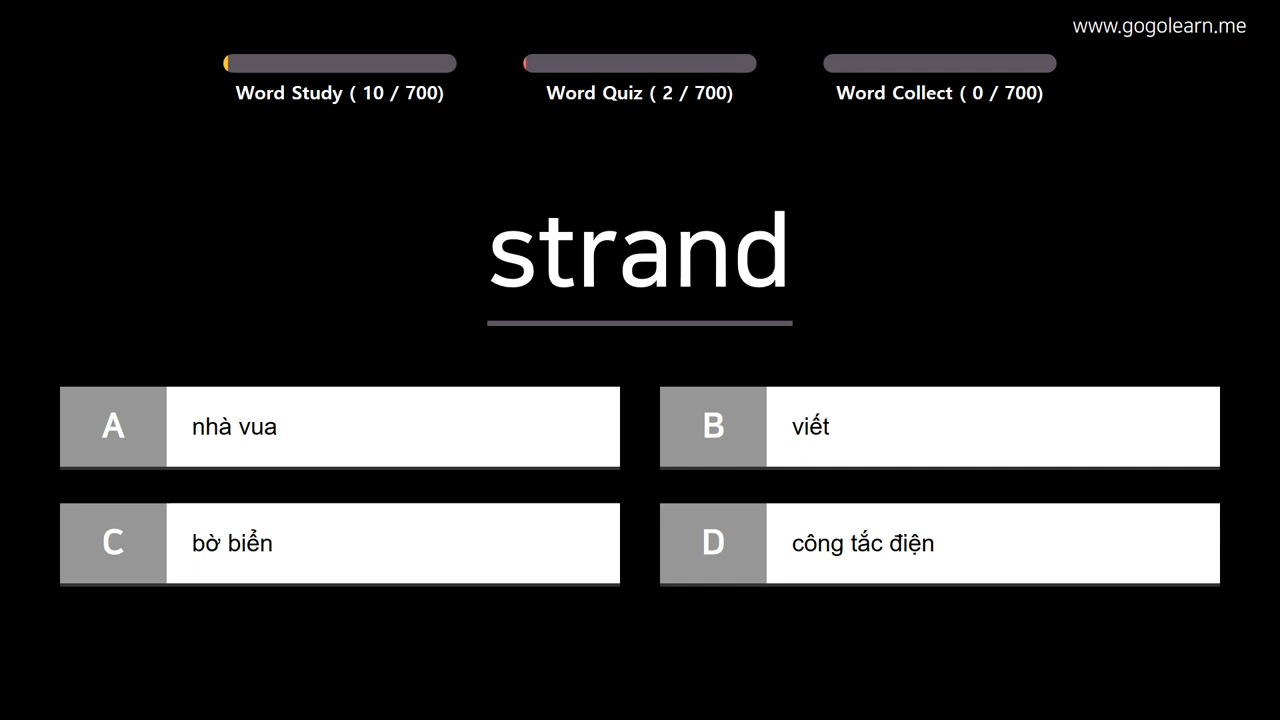 www.gogolearn.me
Word Study ( 10 / 700)
Word Quiz ( 2 / 700)
Word Collect ( 0 / 700)
strand
A nhà vua
B viết
C bờ biển
D công tắc điện